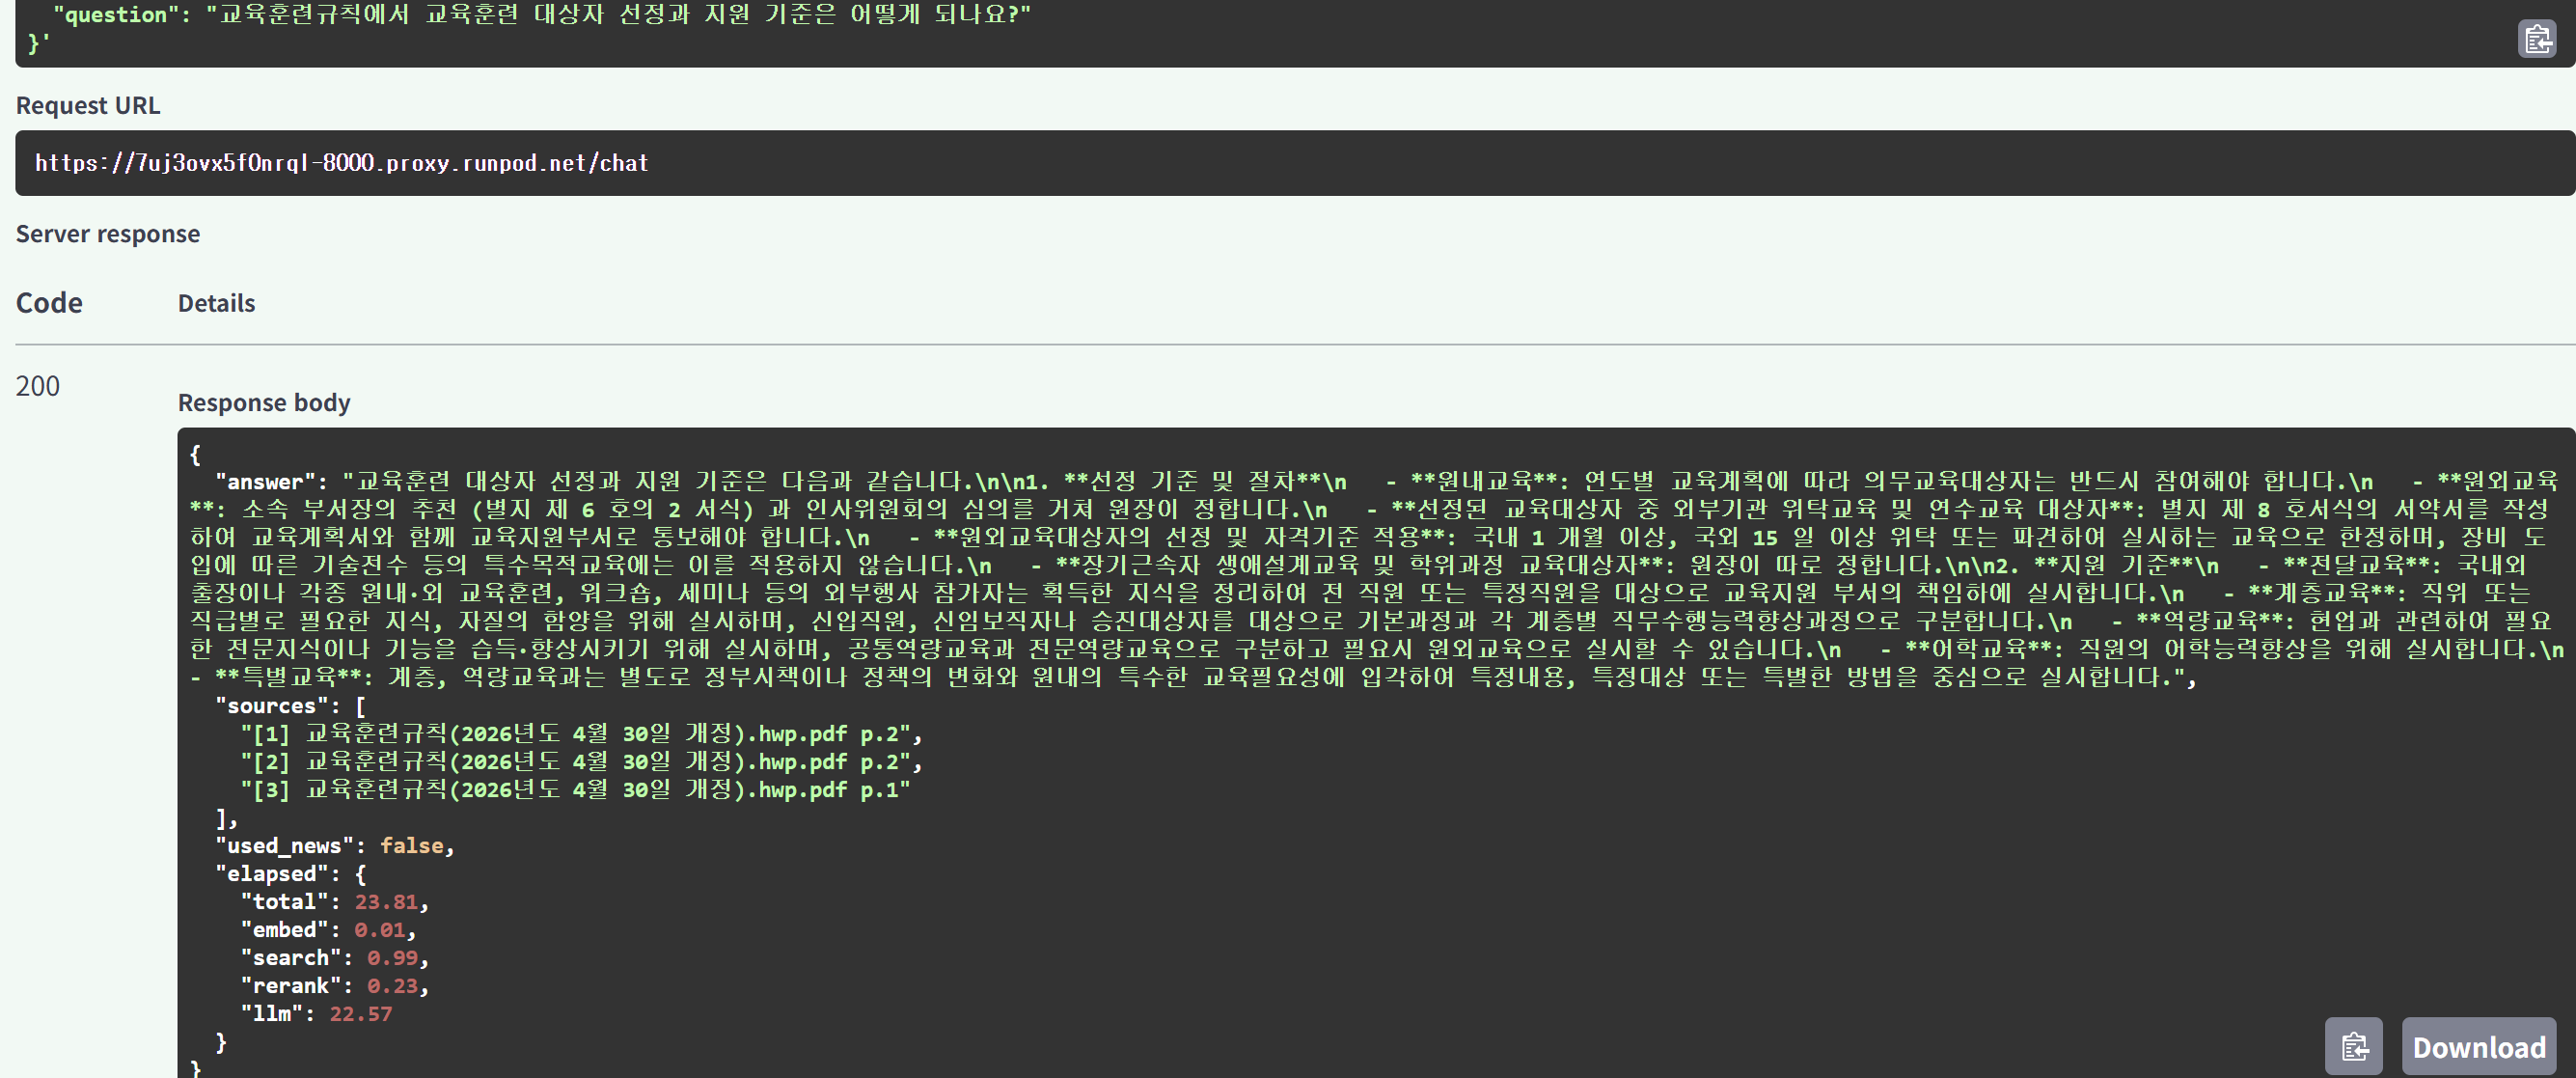 "question": "교육훈련규칙에서 교육훈련 대상자 선정과 지원 기준은 어떻게 되나요?"
}'
Request URL
https://7uj3ovx5f0nrql-8000.proxy.runpod.net/chat
Server response
Code Details
200
Response body
{
"answer": "교육훈련 대상자 선정과 지원 기준은 다음과 같습니다.\n\n1. **선정 기준 및 절차**\n   - **원내교육**: 연도별 교육계획에 따라 의무교육대상자는 반드시 참여해야 합니다.\n   - **원외교육
**: 소속 부서장의 추천 (별지 제 6 호의 2 서식) 과 인사위원회의 심의를 거쳐 원장이 정합니다.\n   - **선정된 교육대상자 중 외부기관 위탁교육 및 연수교육 대상자**: 별지 제 8 호서식의 서약서를 작성
하여 교육계획서와 함께 교육지원부서로 통보해야 합니다.\n   - **원외교육대상자의 선정 및 자격기준 적용**: 국내 1 개월 이상, 국외 15 일 이상 위탁 또는 파견하여 실시하는 교육으로 한정하며, 장비 도
입에 따른 기술전수 등의 특수목적교육에는 이를 적용하지 않습니다.\n   - **장기근속자 생애설계교육 및 학위과정 교육대상자**: 원장이 따로 정합니다.\n\n2. **지원 기준**\n   - **전달교육**: 국내외
출장이나 각종 원내·외 교육훈련, 워크숍, 세미나 등의 외부행사 참가자는 획득한 지식을 정리하여 전 직원 또는 특정직원을 대상으로 교육지원 부서의 책임하에 실시합니다.\n   - **계층교육**: 직위 또는
직급별로 필요한 지식, 자질의 함양을 위해 실시하며, 신입직원, 신임보직자나 승진대상자를 대상으로 기본과정과 각 계층별 직무수행능력향상과정으로 구분합니다.\n   - **역량교육**: 현업과 관련하여 필요
한 전문지식이나 기능을 습득·향상시키기 위해 실시하며, 공통역량교육과 전문역량교육으로 구분하고 필요시 원외교육으로 실시할 수 있습니다.\n   - **어학교육**: 직원의 어학능력향상을 위해 실시합니다.\n
- **특별교육**: 계층, 역량교육과는 별도로 정부시책이나 정책의 변화와 원내의 특수한 교육필요성에 입각하여 특정내용, 특정대상 또는 특별한 방법을 중심으로 실시합니다.",
"sources": [
"[1] 교육훈련규칙(2026년도 4월 30일 개정).hwp.pdf p.2",
"[2] 교육훈련규칙(2026년도 4월 30일 개정).hwp.pdf p.2",
"[3] 교육훈련규칙(2026년도 4월 30일 개정).hwp.pdf p.1"
],
"used_news": false,
"elapsed": {
"total": 23.81,
"embed": 0.01,
"search": 0.99,
"rerank": 0.23,
"llm": 22.57
}
}
Download